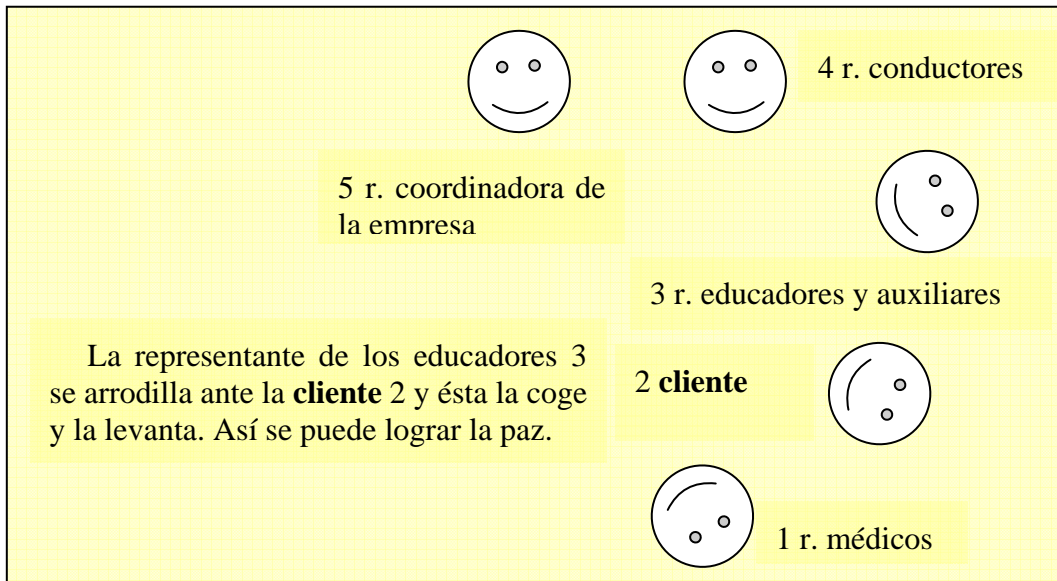 4 r. conductores
5 r. coordinadora de
la empresa
3 r. educadores y auxiliares
La representante de los educadores 3
se arrodilla ante la cliente 2 y ésta la coge
y la levanta. Así se puede lograr la paz.
2 cliente
1 r. médicos